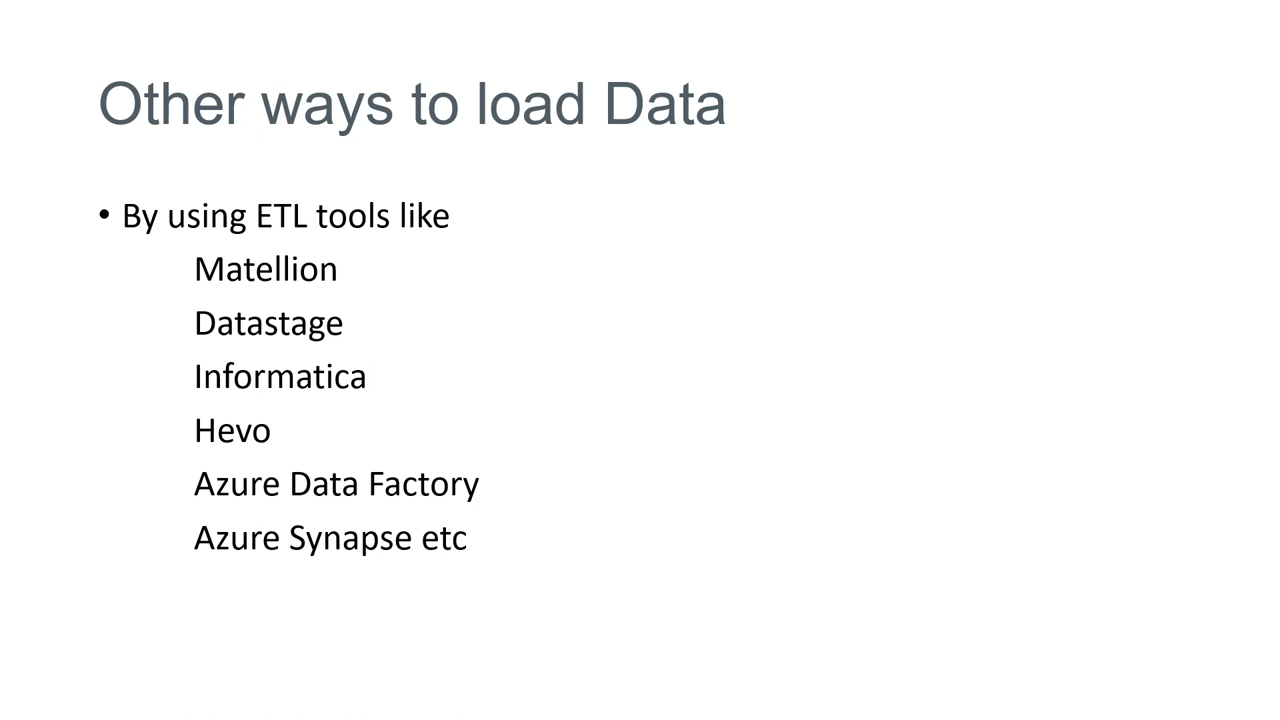 Other ways to load Data
• By using ETL tools like
Matellion
Datastage
Informatica
Hevo
Azure Data Factory
Azure Synapse etc